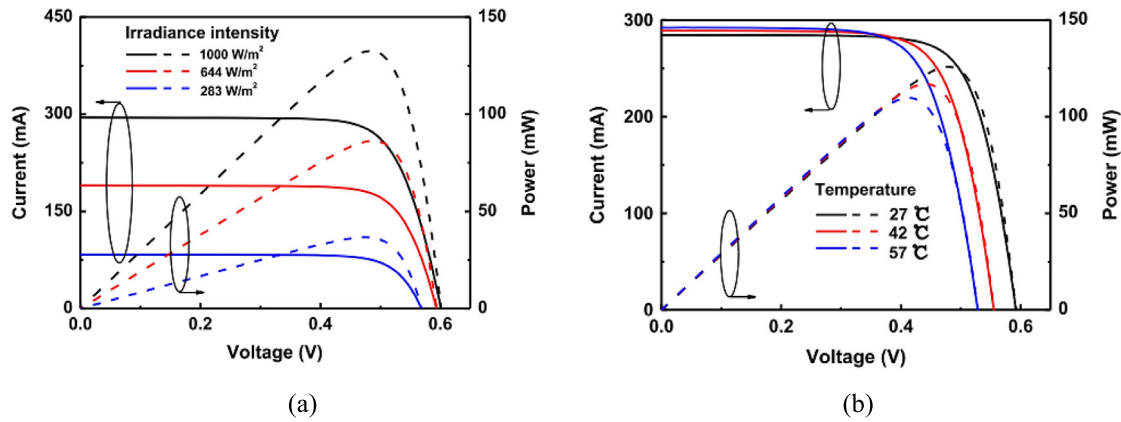 450
300
150
0
Current (mA)
Irradiance intensity
1000 W/m²
644 W/m²
283 W/m²
150
100
50
0
Power (mW)
0.0 0.2 0.4 0.6
Voltage (V)
(a)
300
200
100
0
Current (mA)
Temperature
27 ℃
42 ℃
57 ℃
150
100
50
0
Power (mW)
0.0 0.2 0.4 0.6
Voltage (V)
(b)